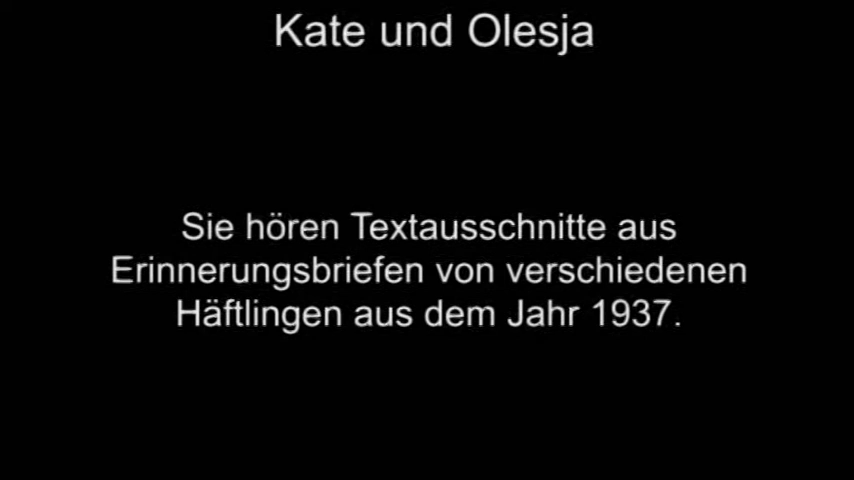 Kate und Olesja
Sie hören Textausschnitte aus
Erinnerungsbriefen von verschiedenen
Häftlingen aus dem Jahr 1937.